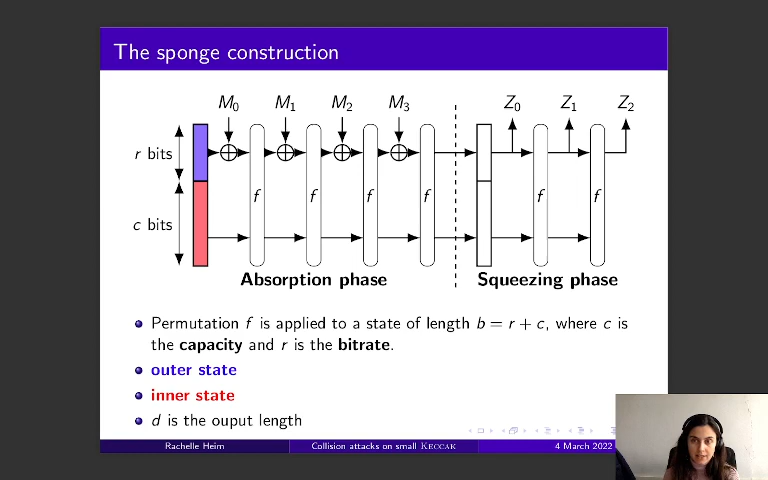 The sponge construction
M0 M1 M2 M3 Z0 Z1 Z2
r bits
f f f f f f
c bits
Absorption phase Squeezing phase
Permutation f is applied to a state of length b = r + c, where c is
the capacity and r is the bitrate.
outer state
inner state
d is the ouput length
Rachelle Heim Collision attacks on small KECCAK 4 March 2022